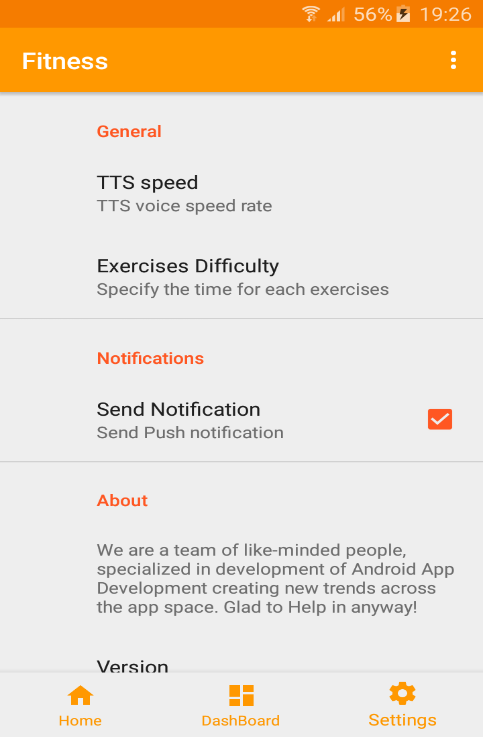 56% 19:26
Fitness
General
TTS speed
TTS voice speed rate
Exercises Difficulty
Specify the time for each exercises
Notifications
Send Notification
Send Push notification
About
We are a team of like-minded people,
specialized in development of Android App
Development creating new trends across
the app space. Glad to Help in anyway!
Version
Home DashBoard Settings